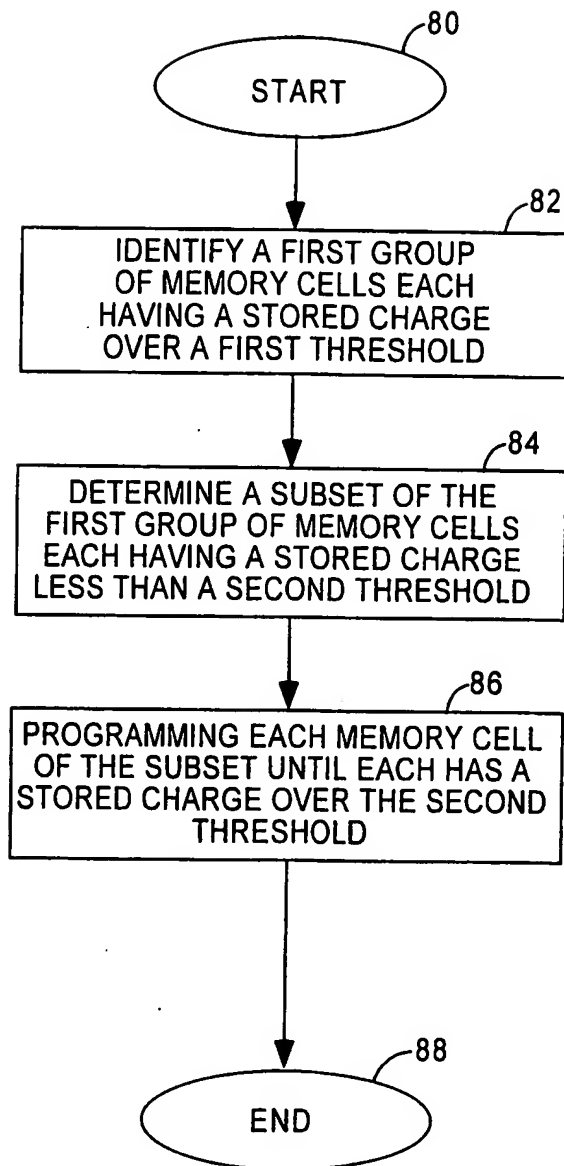 80
START
82
IDENTIFY A FIRST GROUP
OF MEMORY CELLS EACH
HAVING A STORED CHARGE
OVER A FIRST THRESHOLD
84
DETERMINE A SUBSET OF THE
FIRST GROUP OF MEMORY CELLS
EACH HAVING A STORED CHARGE
LESS THAN A SECOND THRESHOLD
86
PROGRAMMING EACH MEMORY CELL
OF THE SUBSET UNTIL EACH HAS A
STORED CHARGE OVER THE SECOND
THRESHOLD
88
END